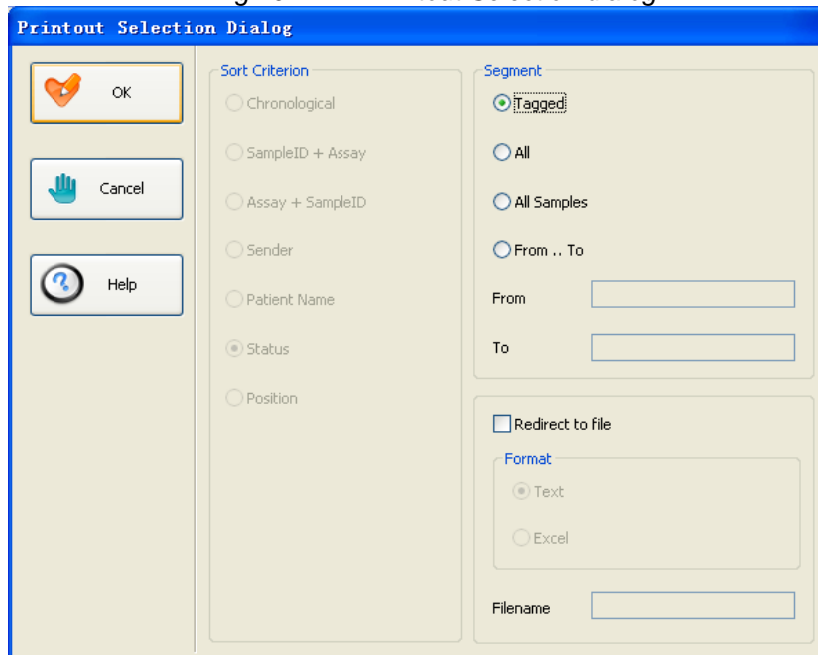 Printout Selection Dialog
OK
Cancel
Help
Sort Criterion
Chronological
SampleID + Assay
Assay + SampleID
Sender
Patient Name
Status
Position
Segment
Tagged
All
All Samples
From .. To
From
To
Redirect to file
Format
Text
Excel
Filename